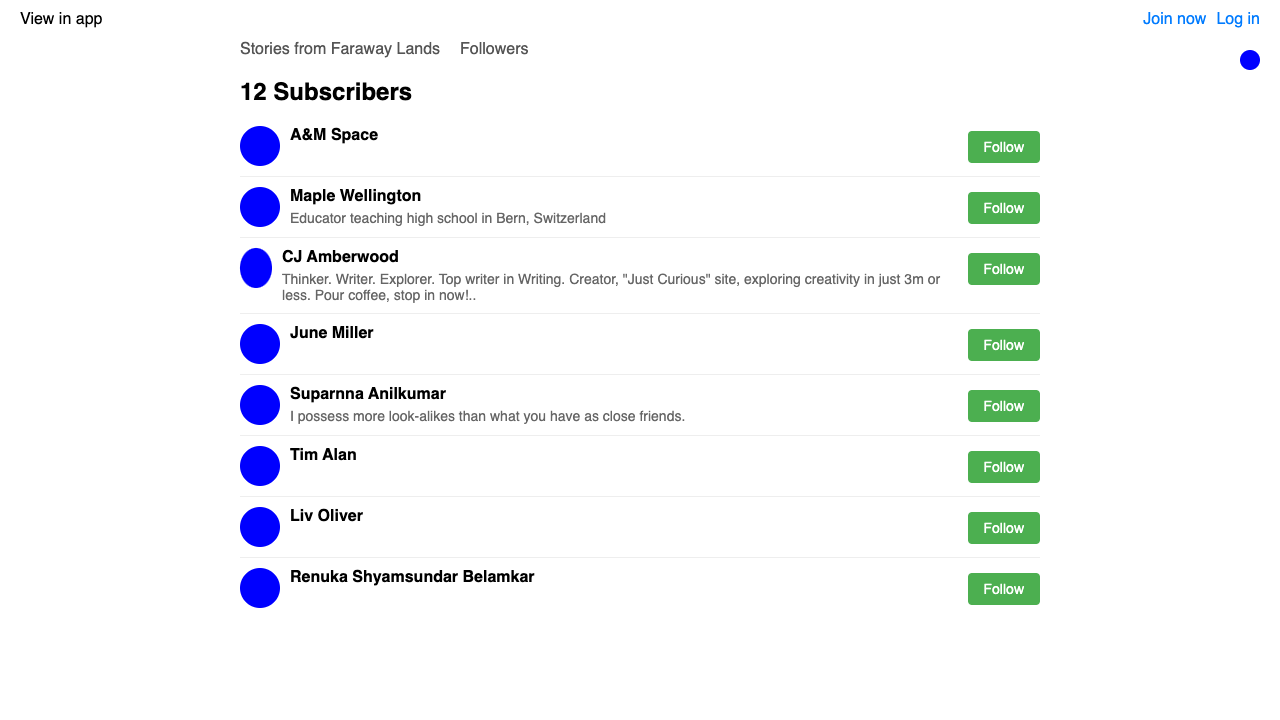 View in app
Join now Log in
Stories from Faraway Lands Followers
12 Subscribers
A&M Space
Follow
Maple Wellington
Educator teaching high school in Bern, Switzerland
Follow
CJ Amberwood
Thinker. Writer. Explorer. Top writer in Writing. Creator, "Just Curious" site, exploring creativity in just 3m or
less. Pour coffee, stop in now!..
Follow
June Miller
Follow
Suparnna Anilkumar
I possess more look-alikes than what you have as close friends.
Follow
Tim Alan
Follow
Liv Oliver
Follow
Renuka Shyamsundar Belamkar
Follow